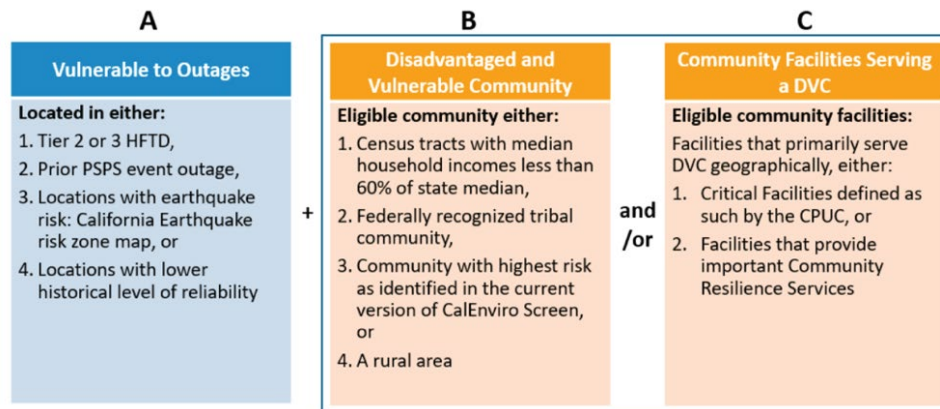 A
B
C
Vulnerable to Outages
Located in either:
1. Tier 2 or 3 HFTD,
2. Prior PSPS event outage,
3. Locations with earthquake
risk: California Earthquake
risk zone map, or
4. Locations with lower
historical level of reliability
+
Disadvantaged and
Vulnerable Community
Eligible community either:
1. Census tracts with median
household incomes less than
60% of state median,
2. Federally recognized tribal
community,
3. Community with highest risk
as identified in the current
version of CalEnviro Screen,
or
4. A rural area
and
/or
Community Facilities Serving
a DVC
Eligible community facilities:
Facilities that primarily serve
DVC geographically, either:
1. Critical Facilities defined as
such by the CPUC, or
2. Facilities that provide
important Community
Resilience Services